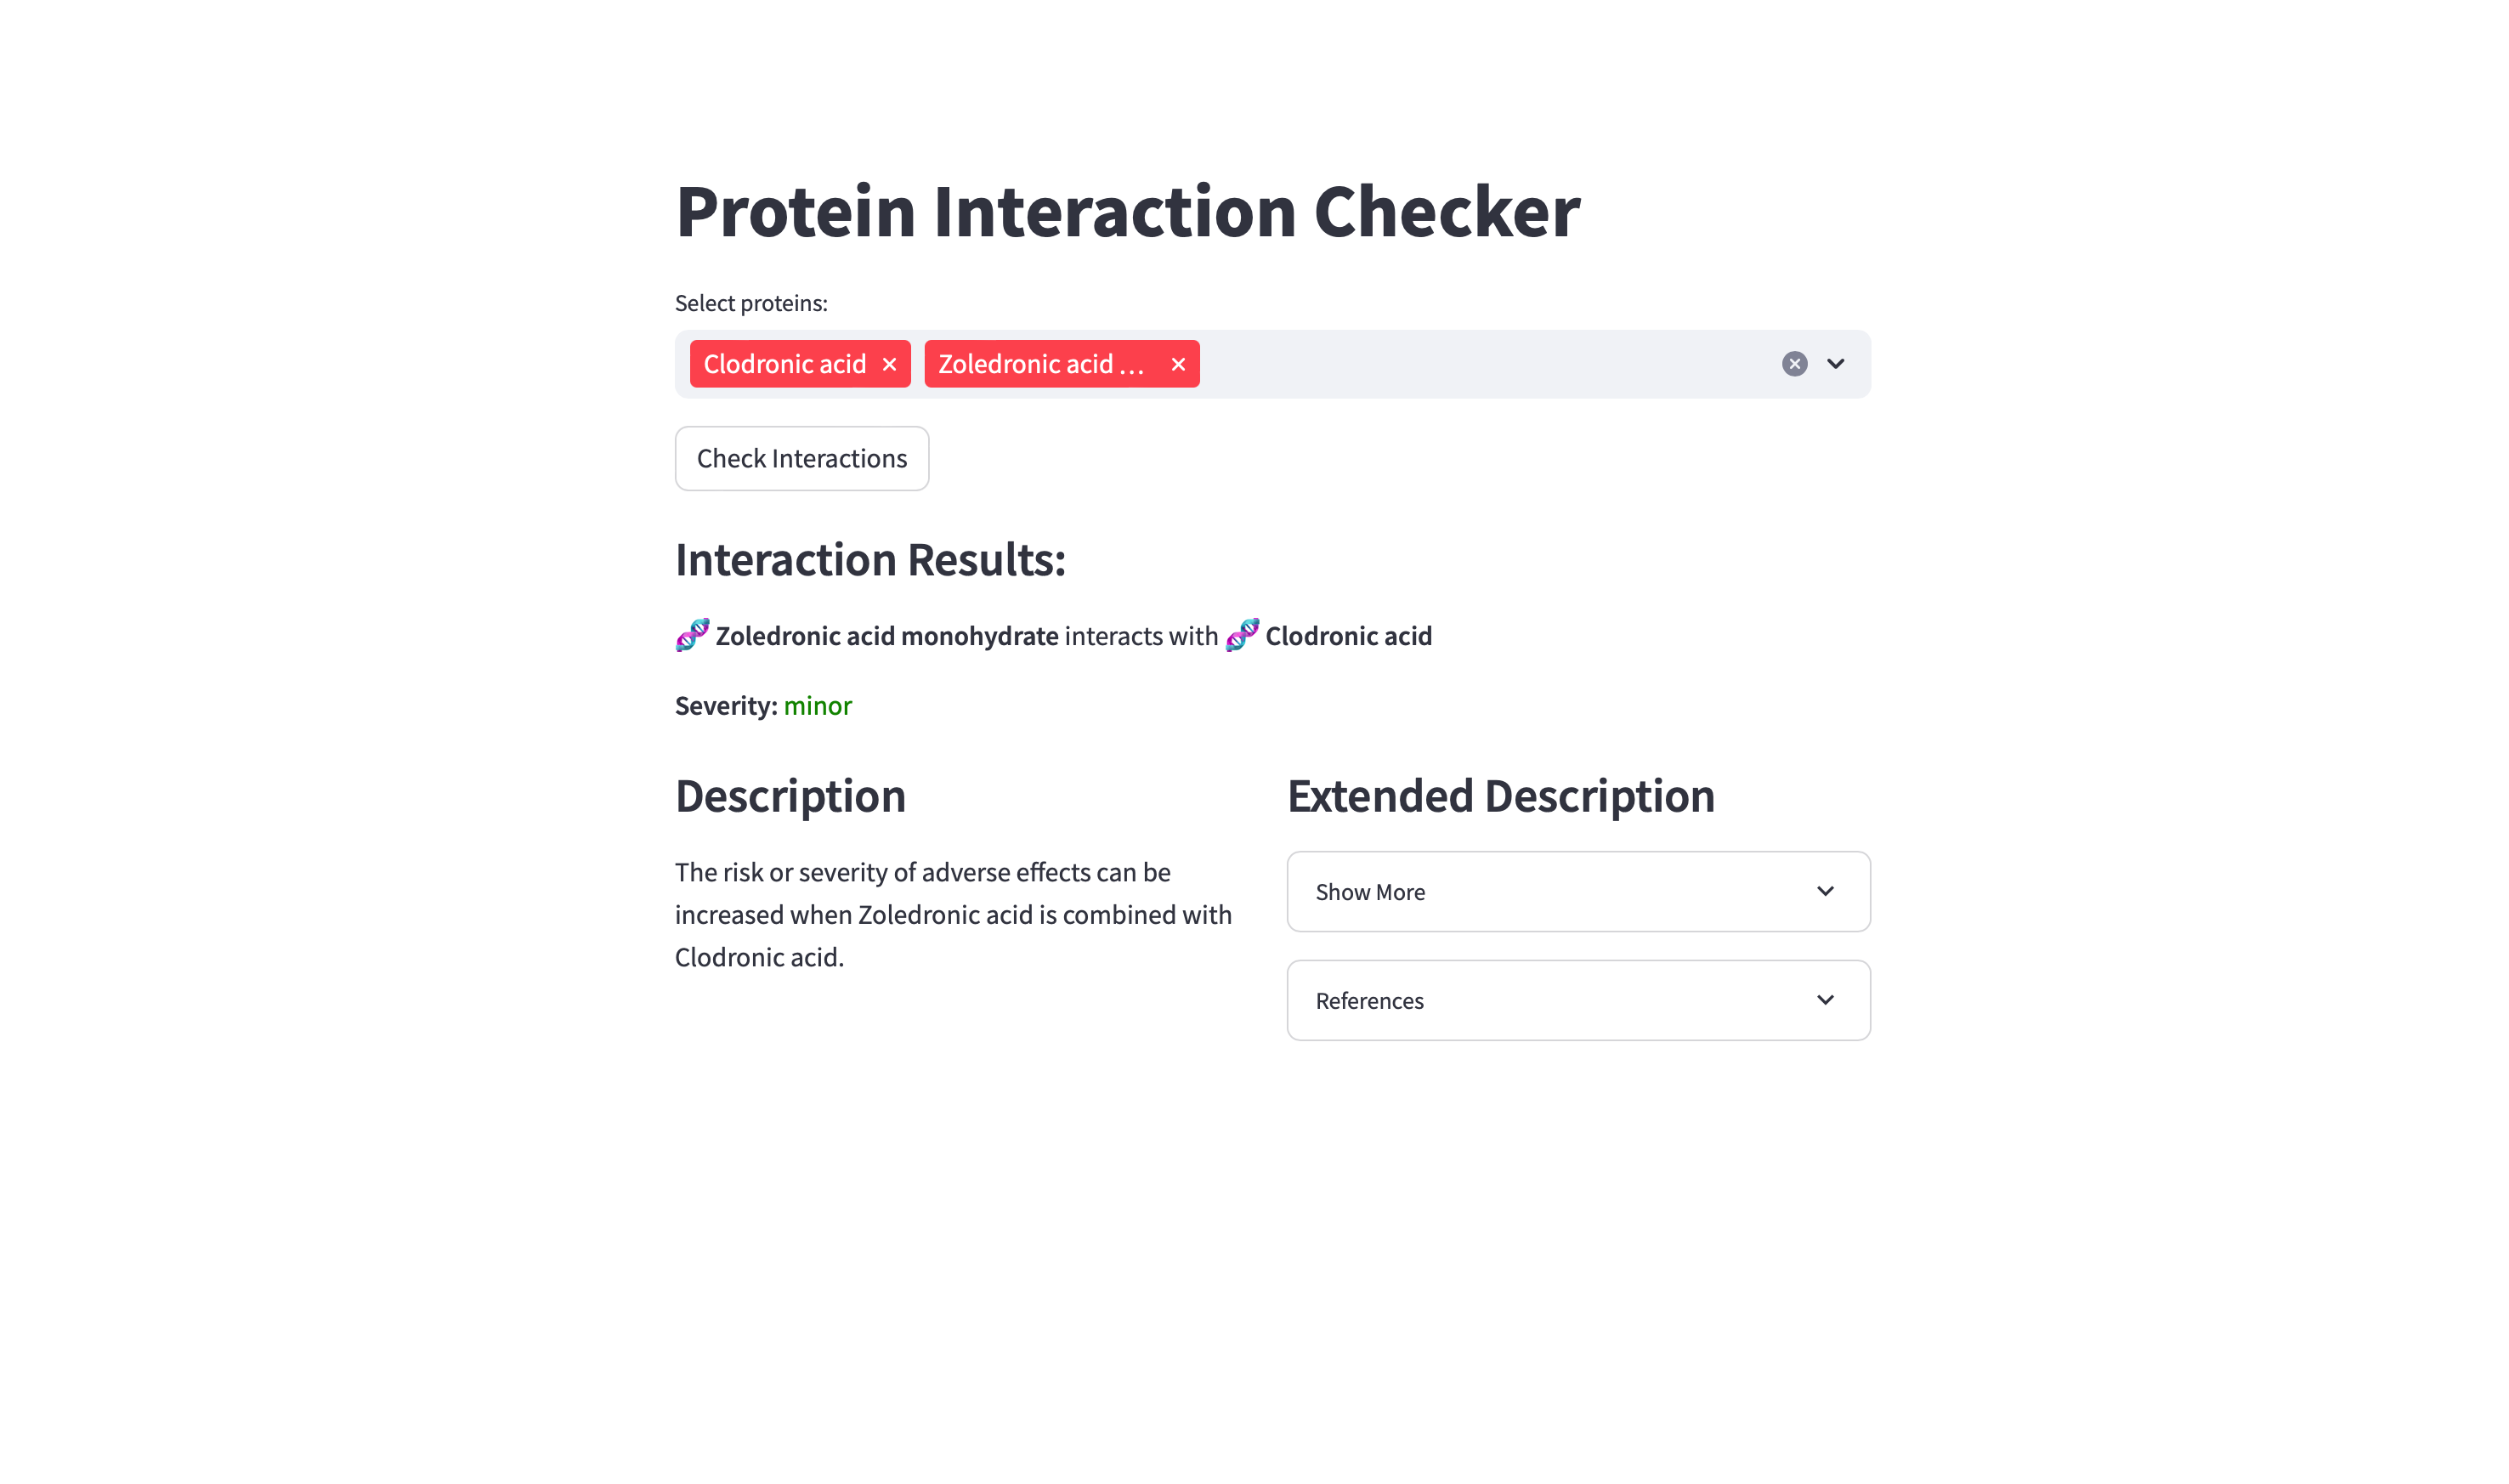 Protein Interaction Checker
Select proteins:
Clodronic acid Zoledronic acid ...
Check Interactions
Interaction Results:
🧬 Zoledronic acid monohydrate interacts with 🧬 Clodronic acid
Severity: minor
Description
The risk or severity of adverse effects can be
increased when Zoledronic acid is combined with
Clodronic acid.
Extended Description
Show More
References